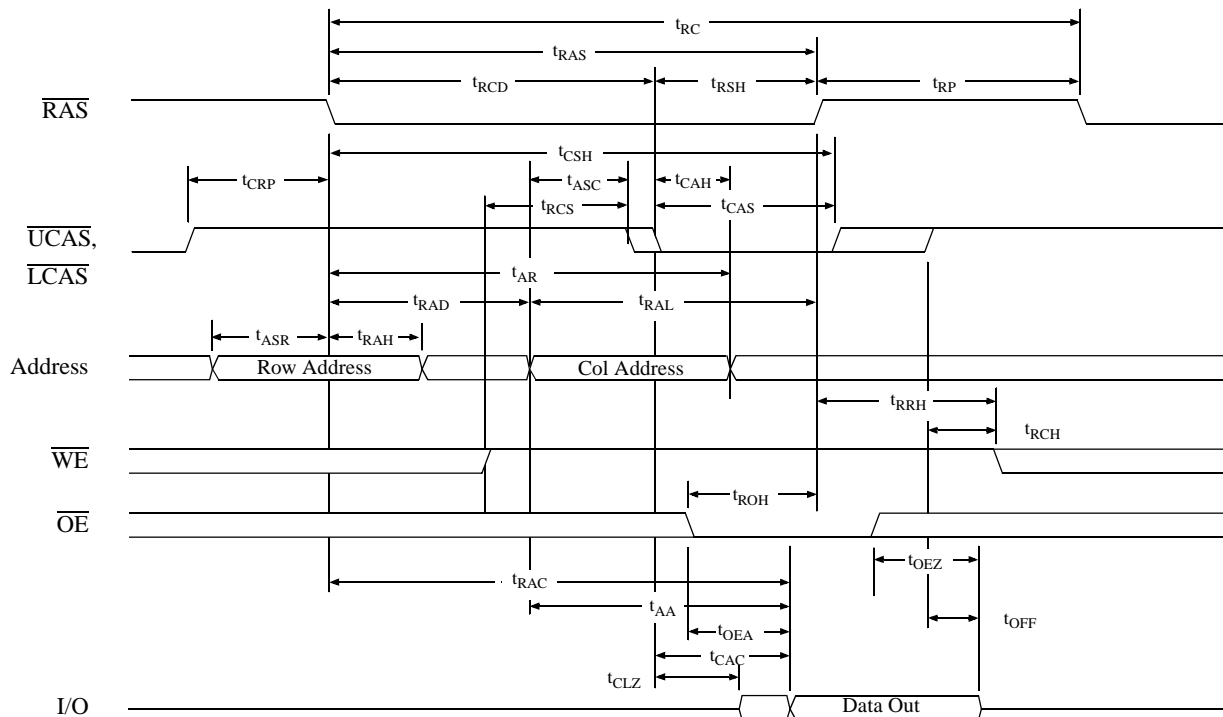 tRC
tRAS
tRCD tRSH tRP
RAS
tCSH
tCRP tASC tCAH
tRCS tCAS
UCAS,
LCAS
tAR
tRAD tRAL
tASR tRAH
Address Row Address Col Address
tRRH
tRCH
WE
tROH
OE
tOEZ
tRAC
tAA
tOEA tOFF
tCAC
tCLZ
I/O Data Out